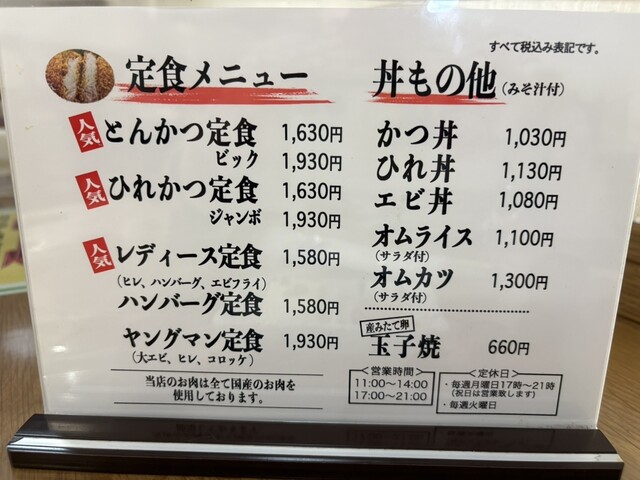 すべて税込み表記です。
定食メニュー
人気 とんかつ定食 1,630円
ビック 1,930円
人気 ひれかつ定食 1,630円
ジャンボ 1,930円
人気 レディース定食 1,580円
(ヒレ、ハンバーグ、エビフライ)
ハンバーグ定食 1,580円
ヤングマン定食 1,930円
(大エビ、ヒレ、コロッケ)
当店のお肉は全て国産のお肉を
使用しております。
丼もの他(みそ汁付)
かつ丼 1,030円
ひれ丼 1,130円
エビ丼 1,080円
オムライス 1,100円
(サラダ付)
オムカツ 1,300円
(サラダ付)
産みたて卵
玉子焼 660円
<営業時間>
11:00〜14:00
17:00〜21:00
<定休日>
・毎週月曜日17時〜21時
(祝日は営業致します)
・毎週火曜日